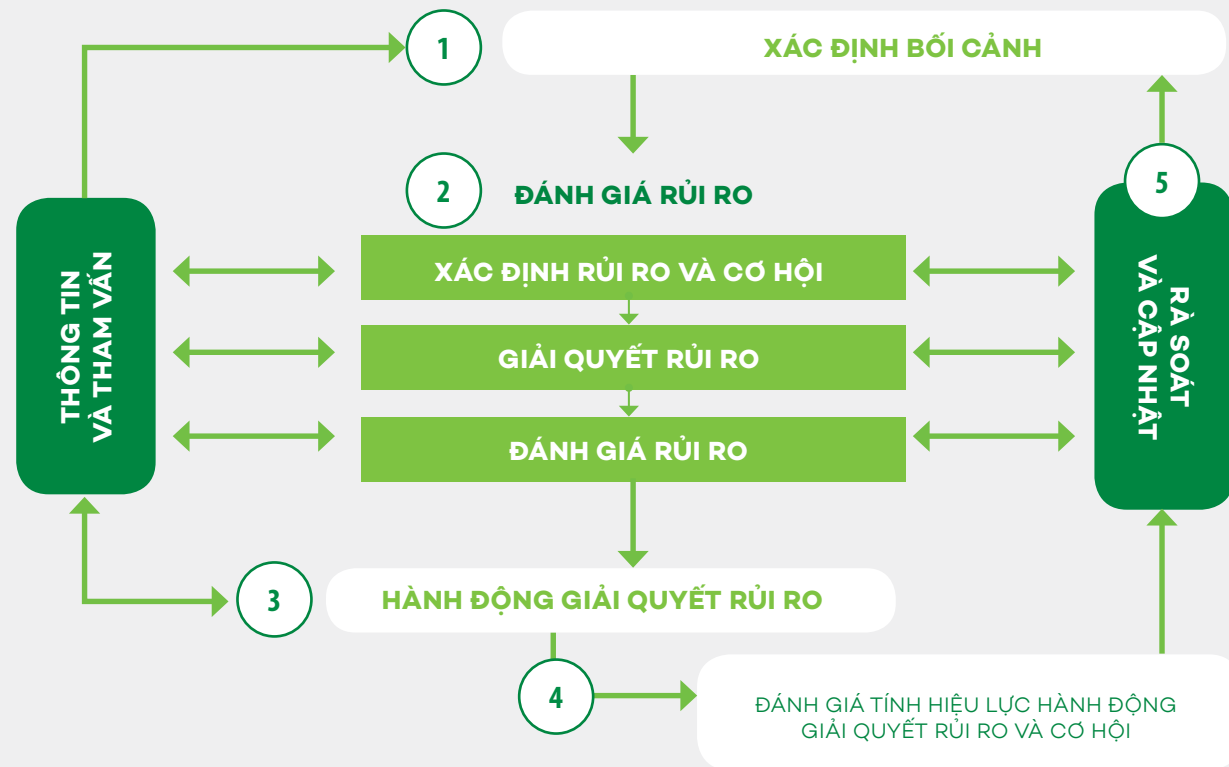 1
XÁC ĐỊNH BỐI CẢNH
2
ĐÁNH GIÁ RỦI RO
5
THÔNG TIN
VÀ THAM VẤN
XÁC ĐỊNH RỦI RO VÀ CƠ HỘI
GIẢI QUYẾT RỦI RO
ĐÁNH GIÁ RỦI RO
RÀ SOÁT
VÀ CẬP NHẬT
3
HÀNH ĐỘNG GIẢI QUYẾT RỦI RO
4
ĐÁNH GIÁ TÍNH HIỆU LỰC HÀNH ĐỘNG
GIẢI QUYẾT RỦI RO VÀ CƠ HỘI